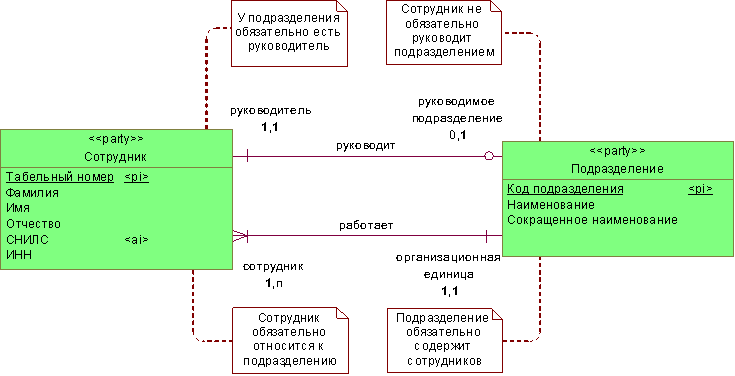 У подразделения
обязательно есть
руководитель
Сотрудник не
обязательно
руководит
подразделением
руководитель
1,1
руководимое
подразделение
0,1
руководит
<<party>>
Сотрудник
Табельный номер <pi>
Фамилия
Имя
Отчество
СНИЛС <ai>
ИНН
<<party>>
Подразделение
Код подразделения <pi>
Наименование
Сокращенное наименование
работает
сотрудник
1,n
организационная
единица
1,1
Сотрудник
обязательно
относится к
подразделению
Подразделение
обязательно
содержит
сотрудников